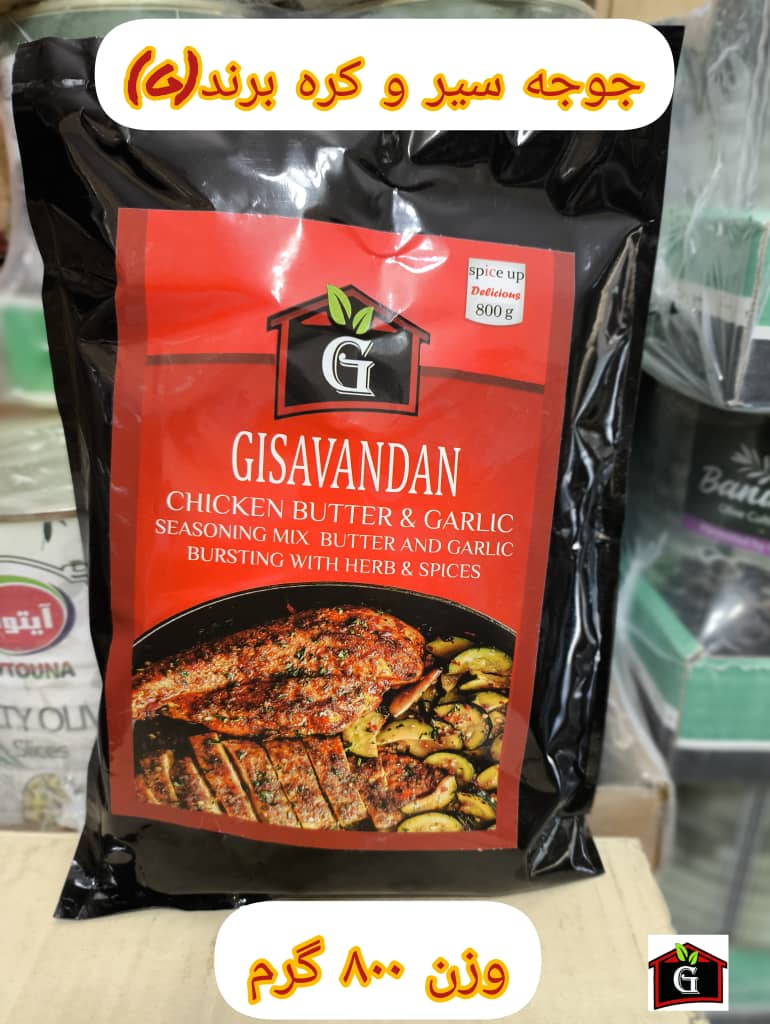 جوجه سیر و کره برند(G)
spice up
Delicious
800 g
G
GISAVANDAN
CHICKEN BUTTER & GARLIC
SEASONING MIX BUTTER AND GARLIC
BURSTING WITH HERB & SPICES
وزن ۸۰۰ گرم
G